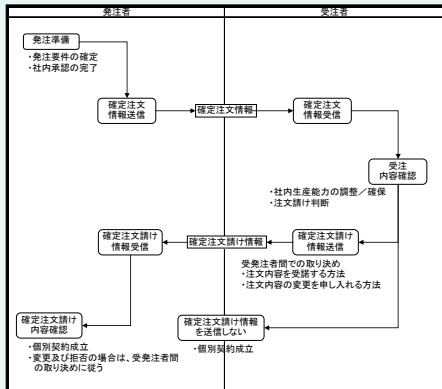 発注者
受注者
発注準備
・発注要件の確定
・社内承認の完了
確定注文
情報送信
確定注文情報
確定注文
情報受信
受注
内容確認
・社内生産能力の調整／確保
・注文請け判断
確定注文請け
情報受信
確定注文請け情報
確定注文請け
情報送信
受発注者間での取り決め
・注文内容を受諾する方法
・注文内容の変更を申し入れる方法
確定注文請け
内容確認
確定注文請け情報
を送信しない
・個別契約成立
・変更及び拒否の場合は、受発注者間
の取り決めに従う
・個別契約成立